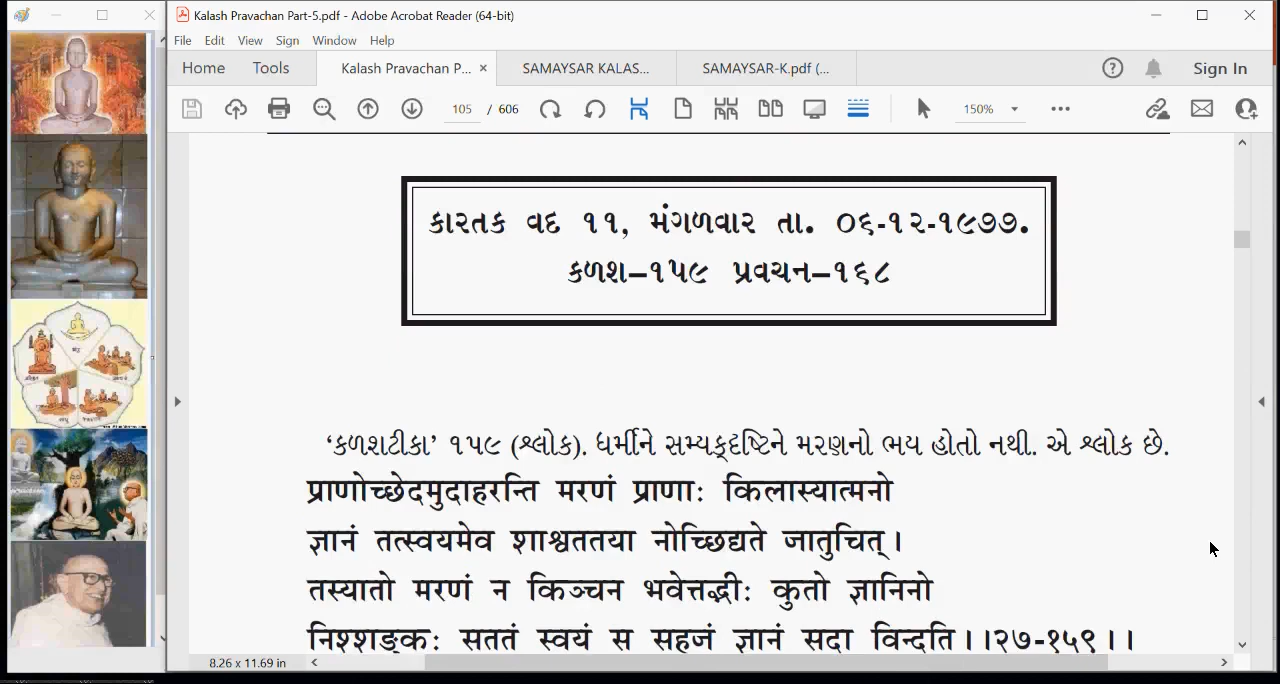 Kalash Pravachan Part-5.pdf - Adobe Acrobat Reader (64-bit)
File Edit View Sign Window Help
Home Tools Kalash Pravachan P... × SAMAYSAR KALAS... SAMAYSAR-K.pdf (... Sign In
105 / 606 150%
કારતક વદ ૧૧, મંગળવાર તા. ૦૬-૧૨-૧૯૭૭.
કળશ–૧૫૯ પ્રવચન–૧૬૮
‘કળશટીકા’ ૧૫૯ (શ્લોક). ધર્મીને સમ્યક્દૃષ્ટિને મરણનો ભય હોતો નથી. એ શ્લોક છે.
प्राणोच्छेदमुदाहरन्ति मरणं प्राणाः किलास्यात्मनो
ज्ञानं तत्स्वयमेव शाश्वततया नोच्छिद्यते जातुचित्।
तस्यातो मरणं न किञ्चन भवेत्तद्भीः कुतो ज्ञानिनो
निश्शङ्कः सततं स्वयं स सहजं ज्ञानं सदा विन्दति।।२७-१५९।।
8.26 x 11.69 in